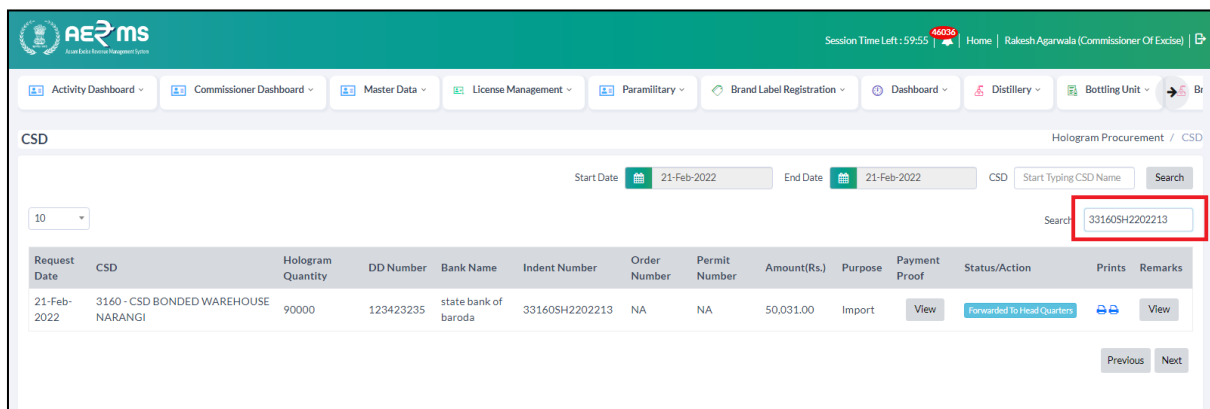 AE₹MS
Assam Excise Revenue Management System
Session Time Left : 59:55 46036 Home Rakesh Agarwala (Commissioner Of Excise)
Activity Dashboard Commissioner Dashboard Master Data License Management Paramilitary Brand Label Registration Dashboard Distillery Bottling Unit Br
CSD Hologram Procurement / CSD
Start Date 21-Feb-2022 End Date 21-Feb-2022 CSD Start Typing CSD Name Search
10 Search 33160SH2202213
Request Hologram Order Permit Payment
Date CSD Quantity DD Number Bank Name Indent Number Number Number Amount(Rs.) Purpose Proof Status/Action Prints Remarks
21-Feb- 3160 - CSD BONDED WAREHOUSE 90000 123423235 state bank of 33160SH2202213 NA NA 50,031.00 Import View Forwarded To Head Quarters View
2022 NARANGI baroda
Previous Next